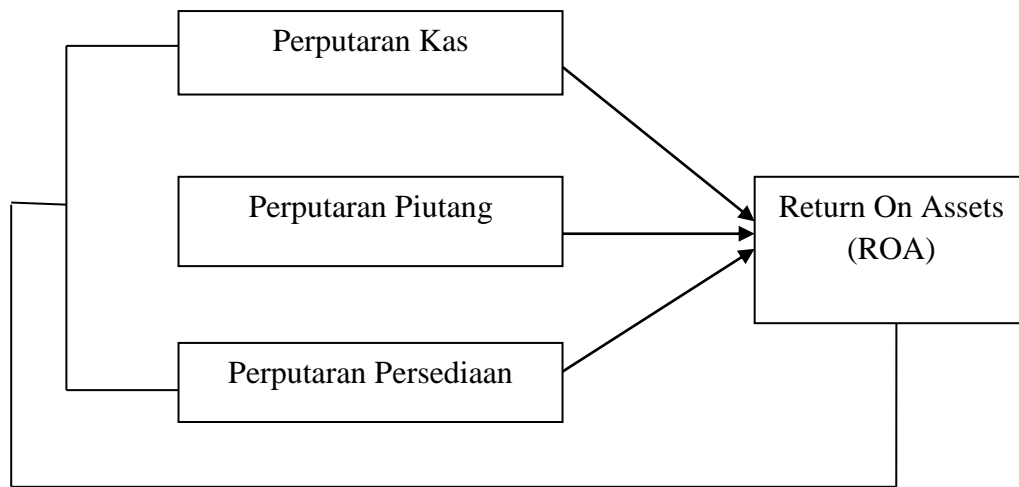 Perputaran Kas
Perputaran Piutang
Return On Assets
(ROA)
Perputaran Persediaan